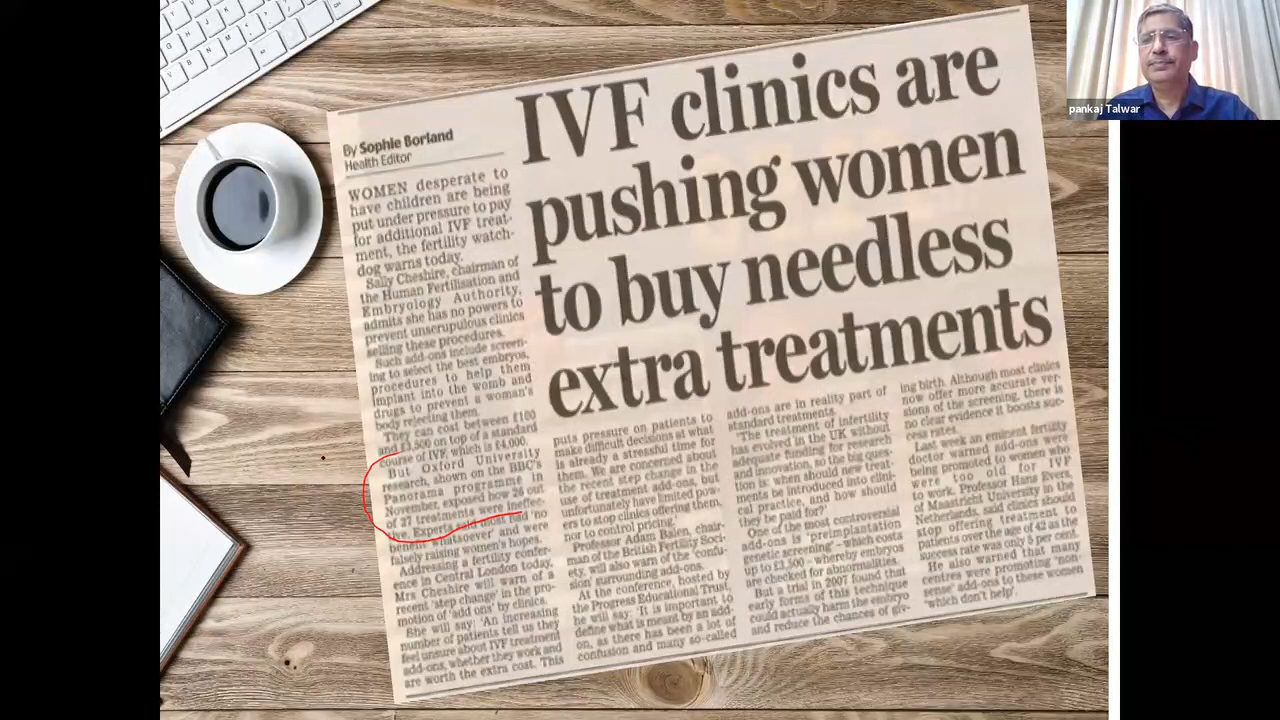 IVF clinics are
pushing women
to buy needless
extra treatments
By Sophie Borland
Health Editor
WOMEN desperate to
have children are being
put under pressure to pay
for additional IVF treat-
ment, the fertility watch-
dog warns today.
Sally Cheshire, chairman of
the Human Fertilisation and
Embryology Authority,
admits she has no powers to
prevent unscrupulous clinics
selling these procedures.
Such add-ons include screen-
ing to select the best embryos,
procedures to help them
implant into the womb and
drugs to prevent a woman's
body rejecting them.
They can cost between £100
and £3,500 on top of a standard
course of IVF, which is £4,000.
But Oxford University
research, shown on the BBC's
Panorama programme in
November, exposed how 26 out
of 27 treatments were ineffec-
tive. Experts said most had 'no
benefit whatsoever' and were
falsely raising women's hopes.
Addressing a fertility confer-
ence in Central London today,
Mrs Cheshire will warn of a
recent 'step change' in the pro-
motion of 'add ons' by clinics.
She will say: 'An increasing
number of patients tell us they
feel unsure about IVF treatment
add-ons, whether they work and
are worth the extra cost. This
puts pressure on patients to
make difficult decisions at what
is already a stressful time for
them. We are concerned about
the recent step change in the
use of treatment add-ons, but
unfortunately have limited pow-
ers to stop clinics offering them,
nor to control pricing.'
Professor Adam Balen, chair-
man of the British Fertility Soci-
ety, will also warn of the 'confu-
sion' surrounding add-ons.
At the conference, hosted by
the Progress Educational Trust,
he will say: 'It is important to
define what is meant by an add-
on, as there has been a lot of
confusion and many so-called
add-ons are in reality part of
standard treatments.
'The treatment of infertility
has evolved in the UK without
adequate funding for research
and innovation, so the big ques-
tion is: when should new treat-
ments be introduced into clini-
cal practice, and how should
they be paid for?'
One of the most controversial
add-ons is 'preimplantation
genetic screening' – which costs
up to £3,500 – whereby embryos
are checked for abnormalities.
But a trial in 2007 found that
early forms of this technique
could actually harm the embryo
and reduce the chances of giv-
ing birth. Although most clinics
now offer more accurate ver-
sions of the screening, there is
no clear evidence it boosts suc-
cess rates.
Last week an eminent fertility
doctor warned add-ons were
being promoted to women who
were too old for IVF
to work. Professor Hans Evers,
of Maastricht University in the
Netherlands, said clinics should
stop offering treatment to
patients over the age of 42 as the
success rate was only 5 per cent.
He also warned that many
centres were promoting 'non-
sense' add-ons to these women
'which don't help'.
pankaj Talwar